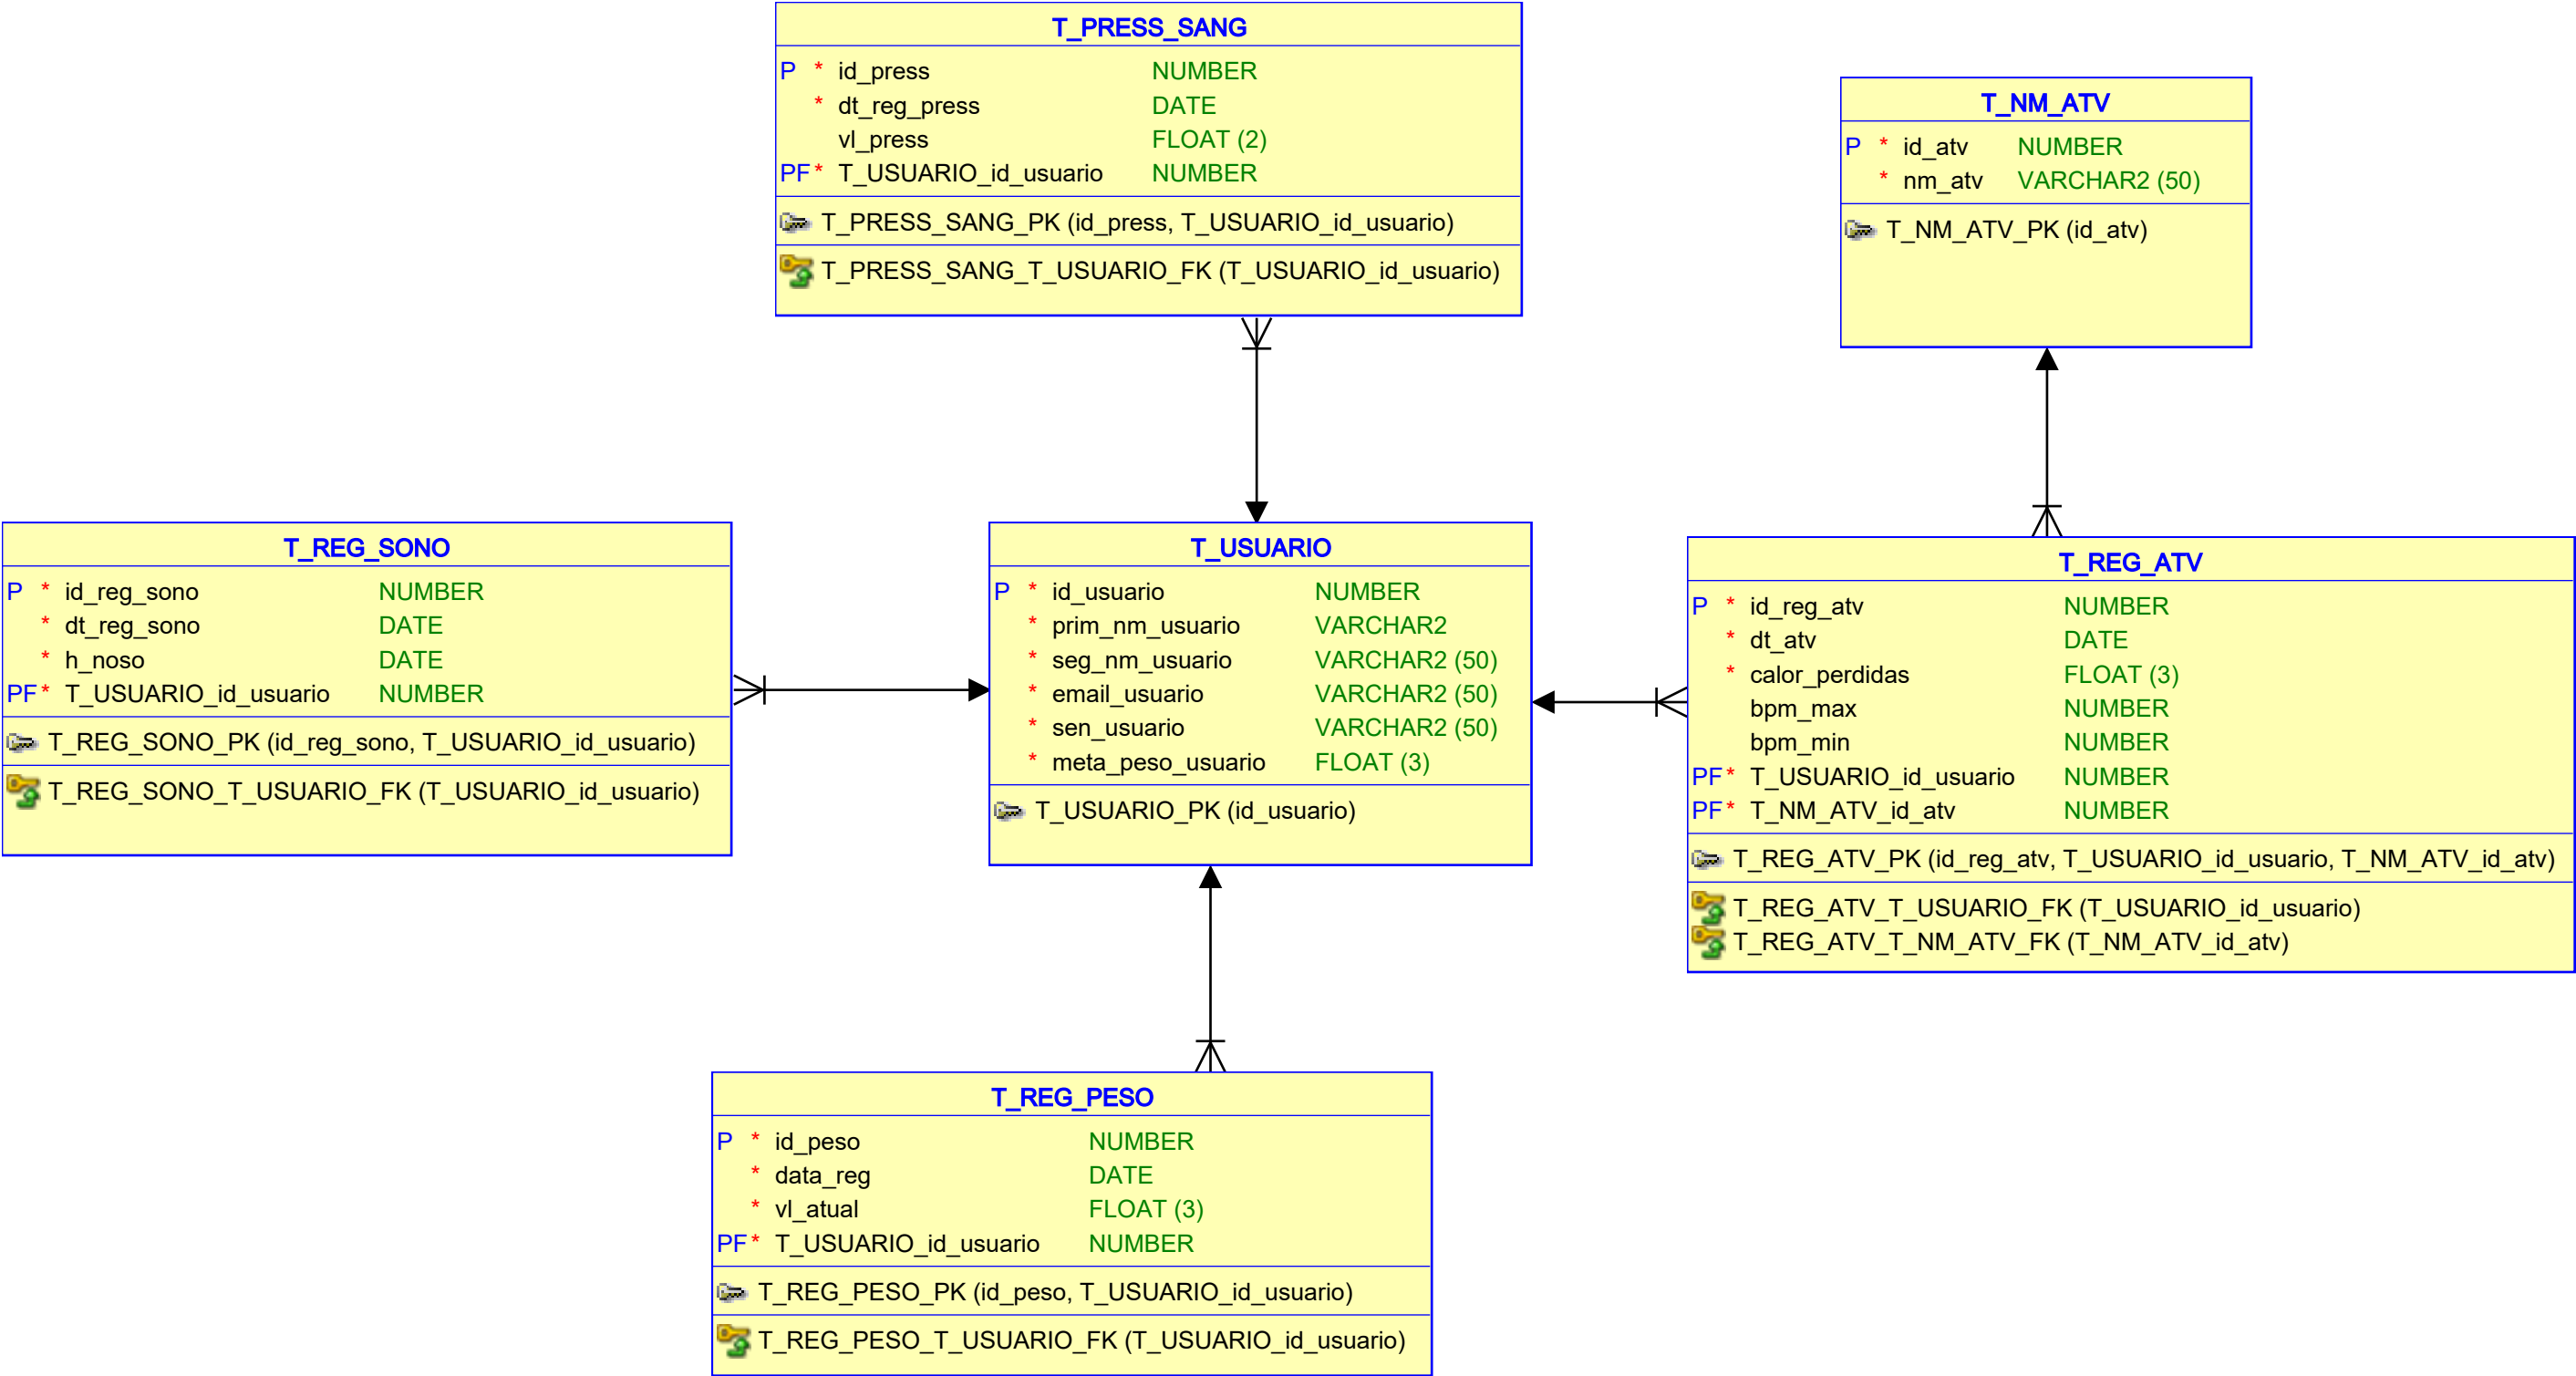 T_PRESS_SANG
P * id_press NUMBER
* dt_reg_press DATE
vl_press FLOAT (2)
PF* T_USUARIO_id_usuario NUMBER
T_PRESS_SANG_PK (id_press, T_USUARIO_id_usuario)
T_PRESS_SANG_T_USUARIO_FK (T_USUARIO_id_usuario)
T_NM_ATV
P * id_atv NUMBER
* nm_atv VARCHAR2 (50)
T_NM_ATV_PK (id_atv)
T_REG_SONO
P * id_reg_sono NUMBER
* dt_reg_sono DATE
* h_noso DATE
PF* T_USUARIO_id_usuario NUMBER
T_REG_SONO_PK (id_reg_sono, T_USUARIO_id_usuario)
T_REG_SONO_T_USUARIO_FK (T_USUARIO_id_usuario)
T_USUARIO
P * id_usuario NUMBER
* prim_nm_usuario VARCHAR2
* seg_nm_usuario VARCHAR2 (50)
* email_usuario VARCHAR2 (50)
* sen_usuario VARCHAR2 (50)
* meta_peso_usuario FLOAT (3)
T_USUARIO_PK (id_usuario)
T_REG_ATV
P * id_reg_atv NUMBER
* dt_atv DATE
* calor_perdidas FLOAT (3)
bpm_max NUMBER
bpm_min NUMBER
PF* T_USUARIO_id_usuario NUMBER
PF* T_NM_ATV_id_atv NUMBER
T_REG_ATV_PK (id_reg_atv, T_USUARIO_id_usuario, T_NM_ATV_id_atv)
T_REG_ATV_T_USUARIO_FK (T_USUARIO_id_usuario)
T_REG_ATV_T_NM_ATV_FK (T_NM_ATV_id_atv)
T_REG_PESO
P * id_peso NUMBER
* data_reg DATE
* vl_atual FLOAT (3)
PF* T_USUARIO_id_usuario NUMBER
T_REG_PESO_PK (id_peso, T_USUARIO_id_usuario)
T_REG_PESO_T_USUARIO_FK (T_USUARIO_id_usuario)